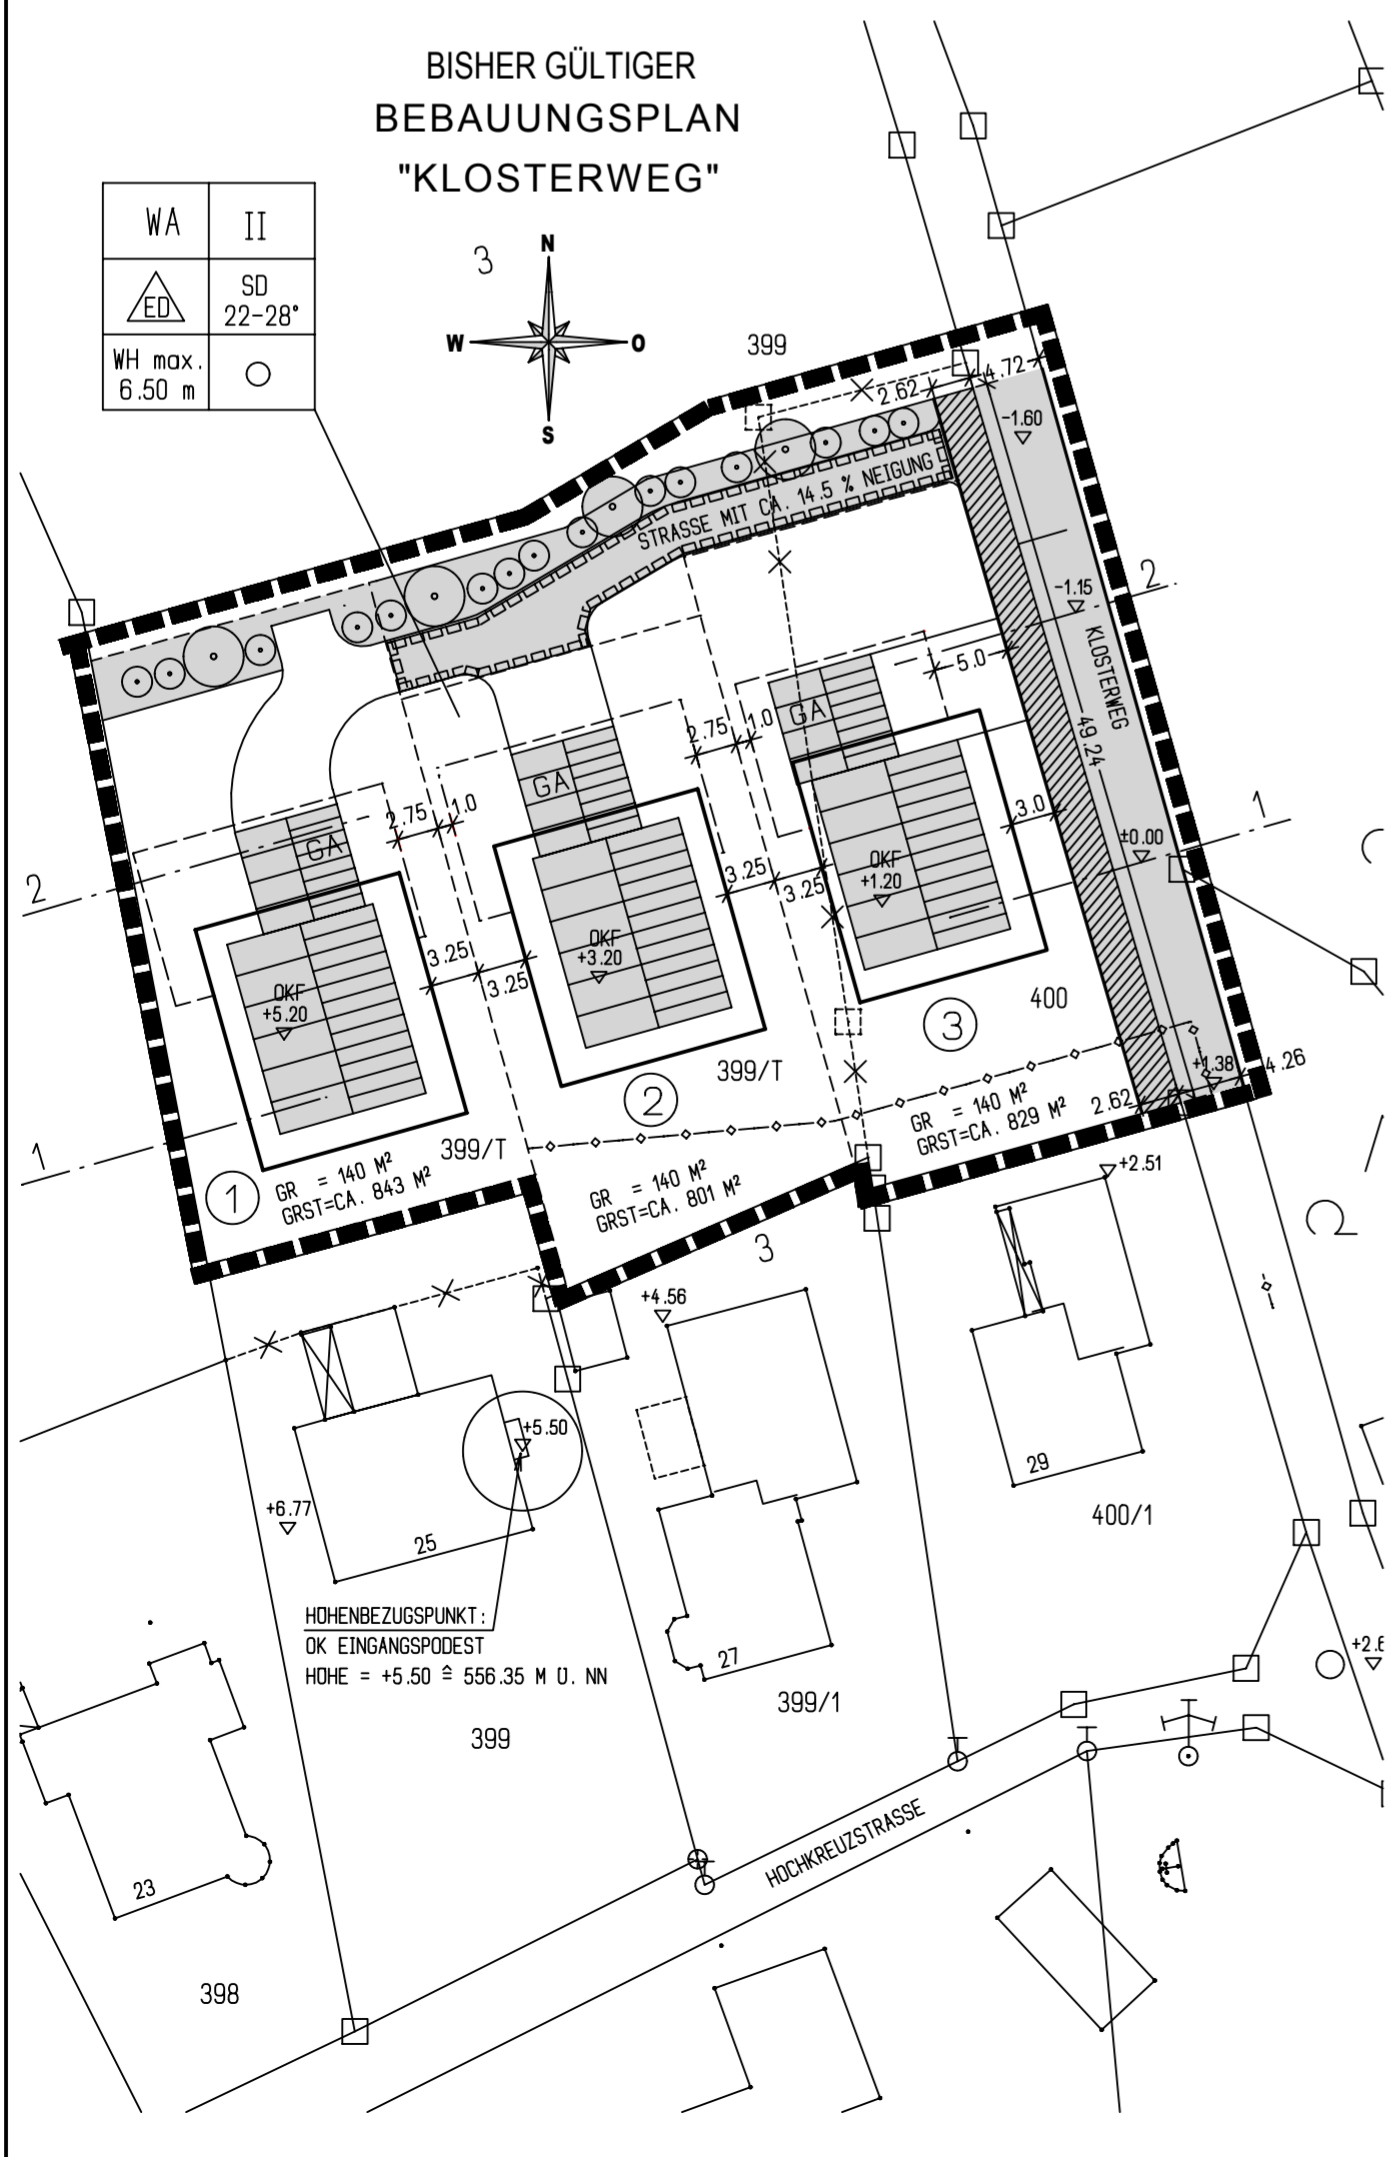 BISHER GÜLTIGER
BEBAUUNGSPLAN
"KLOSTERWEG"
WA II
ED SD
22-28°
WH max.
6.50 m
3
N
W O
S
399
2.62 4.72
-1.60
STRASSE MIT CA. 14.5 % NEIGUNG
2
-1.15
KLOSTERWEG
5.0
49.24
GA
2.75 1.0
GA
2.75 1.0
GA
3.0
1
±0.00
2
OKF
+1.20
3.25
3.25
OKF
+3.20
3.25
3.25
OKF
+5.20
400
3
399/T
2
+1.38
4.26
2.62
GR = 140 M²
GRST=CA. 829 M²
399/T
1
1
GR = 140 M²
GRST=CA. 843 M²
GR = 140 M²
GRST=CA. 801 M²
+2.51
3
+4.56
+5.50
+6.77
25
29
400/1
HÖHENBEZUGSPUNKT:
OK EINGANGSPODEST
HÖHE = +5.50 ≙ 556.35 M Ü. NN
27
399/1
399
HOCHKREUZSTRASSE
23
398